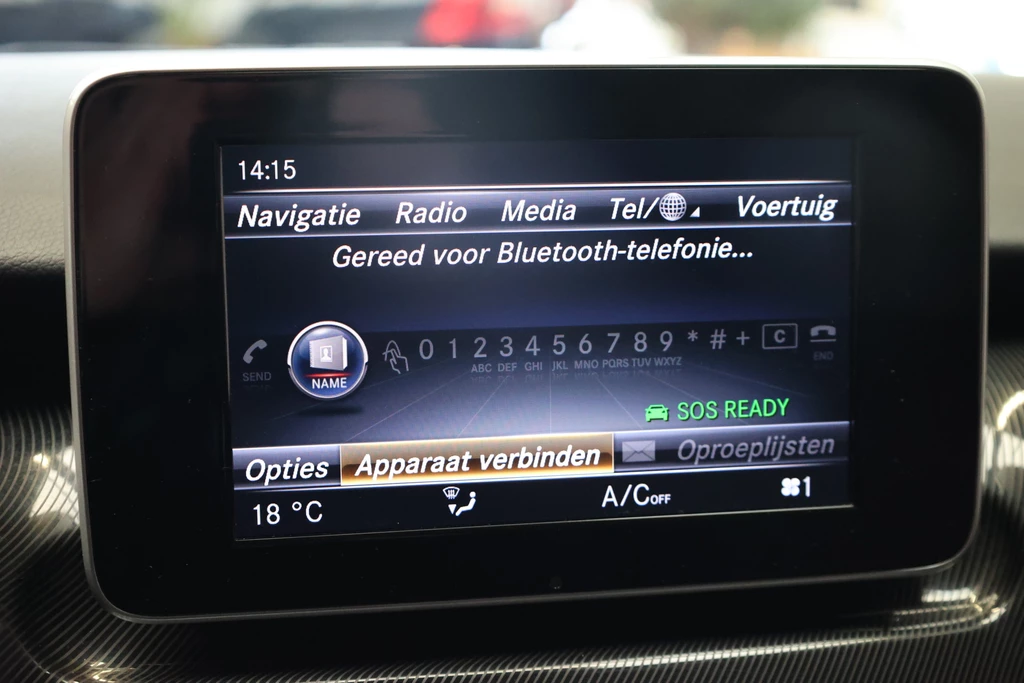 14:15
Navigatie Radio Media Tel/ Voertuig
Gereed voor Bluetooth-telefonie...
SEND NAME 0 1 2 3 4 5 6 7 8 9 * # + C END
ABC DEF GHI JKL MNO PQRS TUV WXYZ
SOS READY
Opties Apparaat verbinden Oproeplijsten
18 °C A/C OFF 1